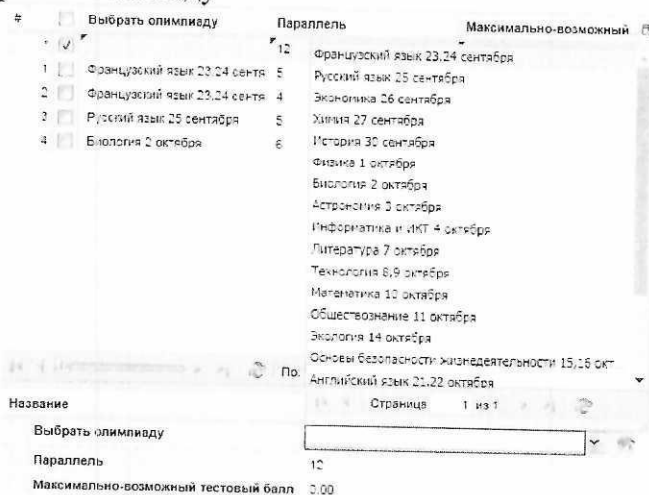 # Выбрать олимпиаду Параллель Максимально-возможный
* 12
1 Французский язык 23,24 сентя 5
2 Французский язык 23,24 сентя 4
3 Русский язык 25 сентября 5
4 Биология 2 октября 6
Французский язык 23,24 сентября
Русский язык 25 сентября
Экономика 26 сентября
Химия 27 сентября
История 30 сентября
Физика 1 октября
Биология 2 октября
Астрономия 3 октября
Информатика и ИКТ 4 октября
Литература 7 октября
Технология 8,9 октября
Математика 10 октября
Обществознание 11 октября
Экология 14 октября
Основы безопасности жизнедеятельности 15,16 окт
Английский язык 21,22 октября
По
Страница 1 из 1
Название
Выбрать олимпиаду
Параллель 12
Максимально-возможный тестовый балл 0.00